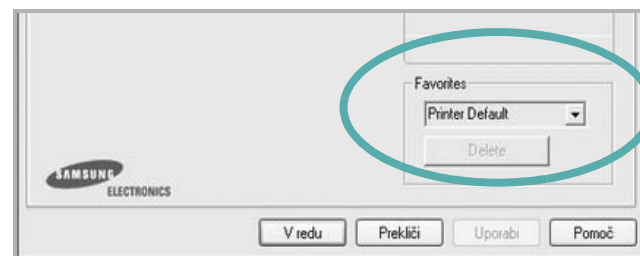 Favorites
Printer Default
Delete
SAMSUNG
ELECTRONICS
V redu Prekliči Uporabi Pomoč